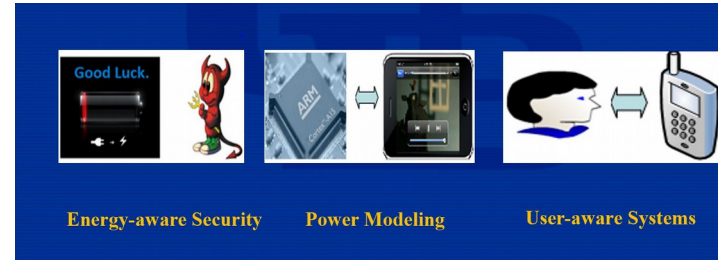 Good Luck.
ARM
Energy-aware Security
Power Modeling
User-aware Systems